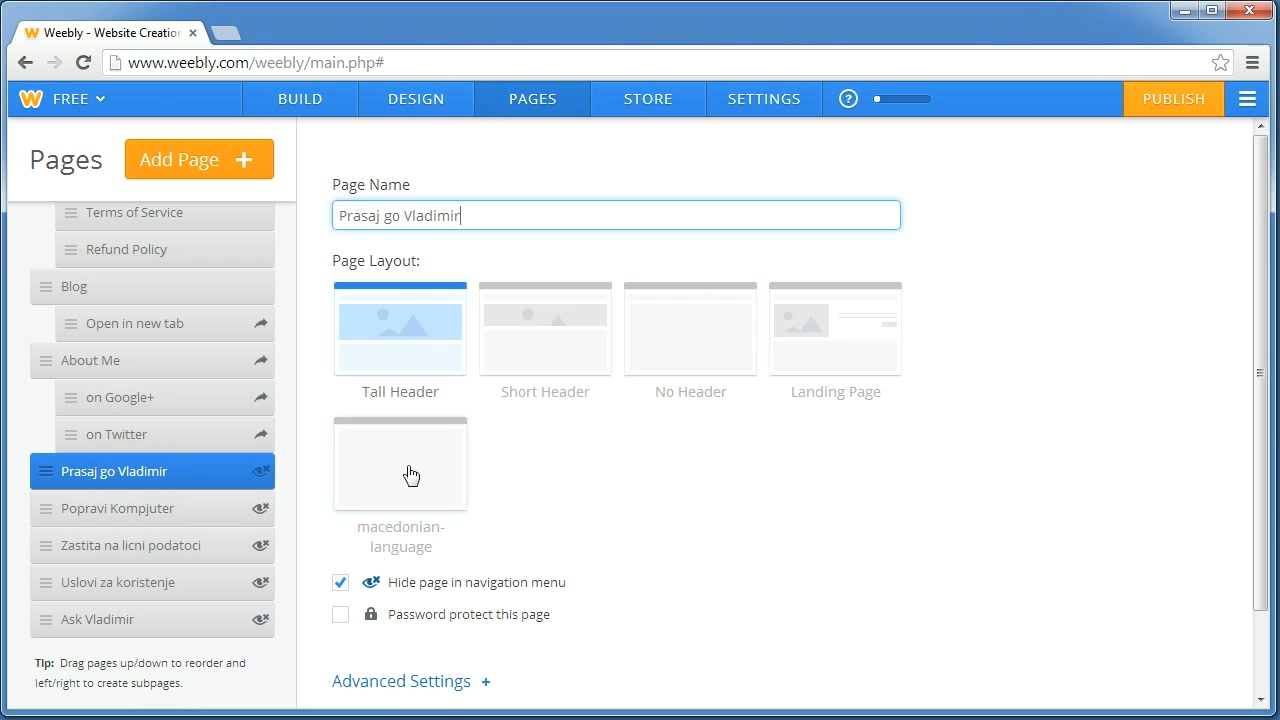 Weebly - Website Creation
www.weebly.com/weebly/main.php#
FREE BUILD DESIGN PAGES STORE SETTINGS ? PUBLISH
Pages Add Page +
Terms of Service
Refund Policy
Blog
Open in new tab
About Me
on Google+
on Twitter
Prasaj go Vladimir
Popravi Kompjuter
Zastita na licni podatoci
Uslovi za koristenje
Ask Vladimir
Tip: Drag pages up/down to reorder and
left/right to create subpages.
Page Name
Prasaj go Vladimir
Page Layout:
Tall Header Short Header No Header Landing Page
macedonian-
language
Hide page in navigation menu
Password protect this page
Advanced Settings +